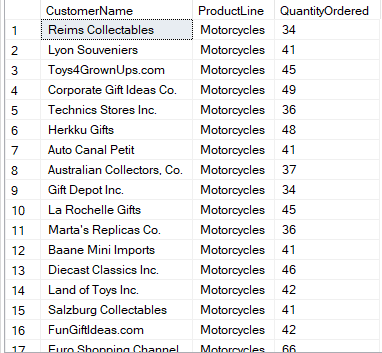 CustomerName ProductLine QuantityOrdered
1 Reims Collectables Motorcycles 34
2 Lyon Souveniers Motorcycles 41
3 Toys4GrownUps.com Motorcycles 45
4 Corporate Gift Ideas Co. Motorcycles 49
5 Technics Stores Inc. Motorcycles 36
6 Herkku Gifts Motorcycles 48
7 Auto Canal Petit Motorcycles 41
8 Australian Collectors, Co. Motorcycles 37
9 Gift Depot Inc. Motorcycles 34
10 La Rochelle Gifts Motorcycles 45
11 Marta's Replicas Co. Motorcycles 36
12 Baane Mini Imports Motorcycles 41
13 Diecast Classics Inc. Motorcycles 46
14 Land of Toys Inc. Motorcycles 42
15 Salzburg Collectables Motorcycles 41
16 FunGiftIdeas.com Motorcycles 42
17 Euro Shopping Channel Motorcycles 66